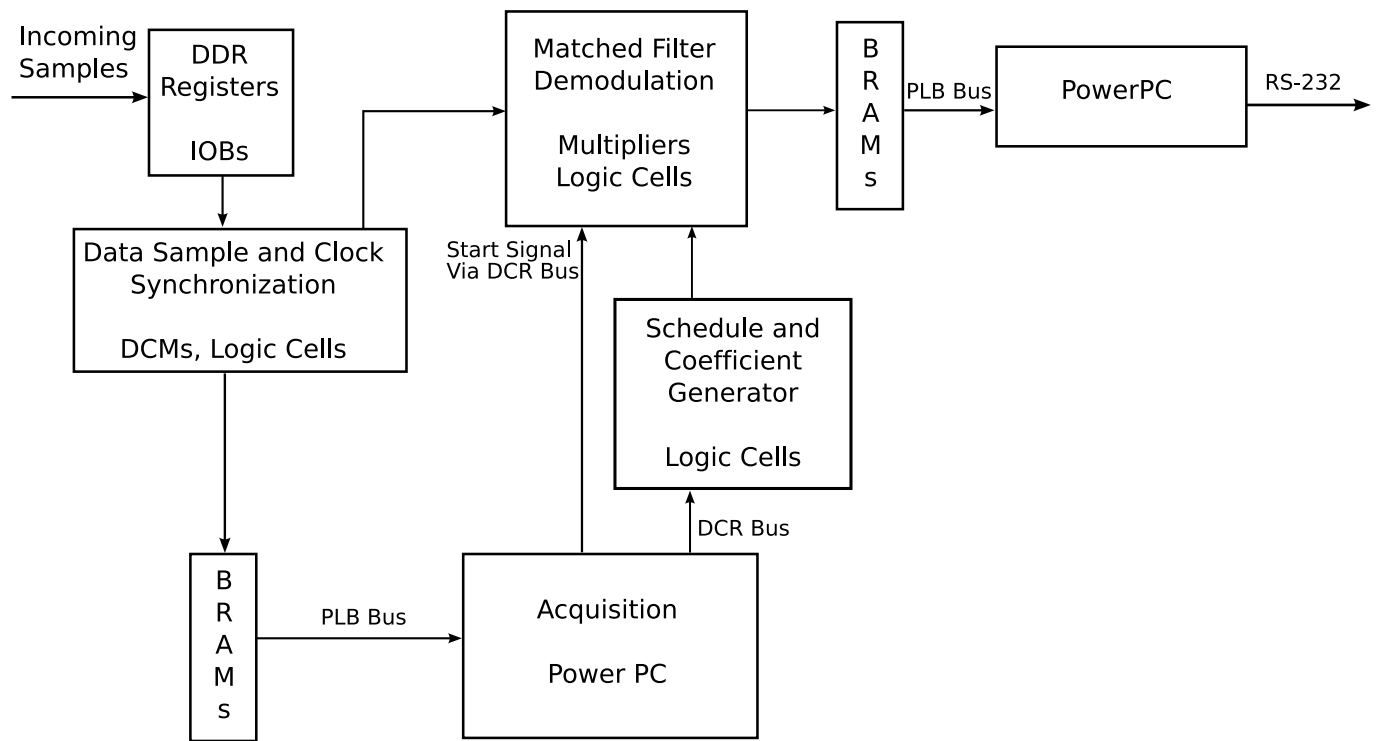 Incoming
Samples
DDR
Registers
IOBs
Data Sample and Clock
Synchronization
DCMs, Logic Cells
Matched Filter
Demodulation
Multipliers
Logic Cells
B
R
A
M
s
PLB Bus
PowerPC
RS-232
Start Signal
Via DCR Bus
Schedule and
Coefficient
Generator
Logic Cells
DCR Bus
B
R
A
M
s
PLB Bus
Acquisition
Power PC